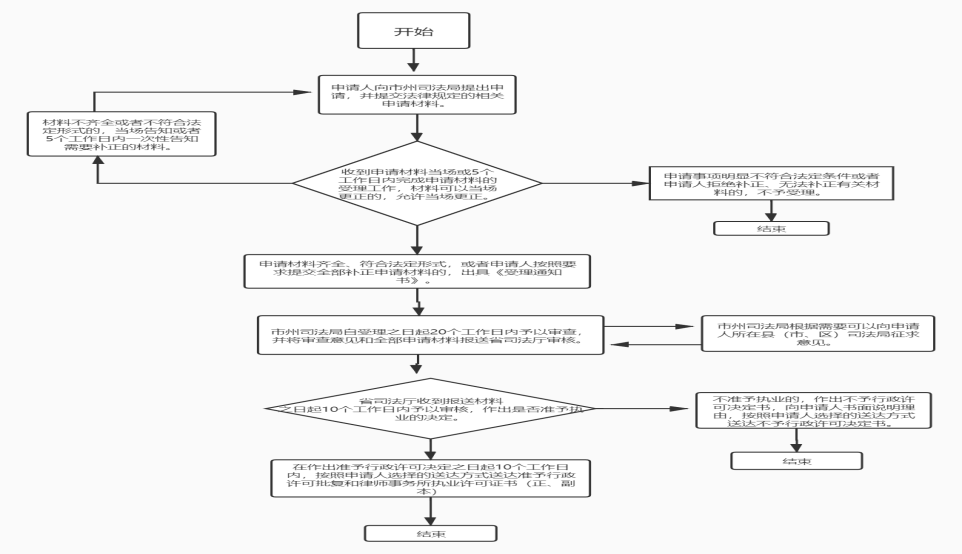 开始
申请人向市州司法局提出申
请，并提交法律规定的相关
申请材料。
材料不齐全或者不符合法
定形式的，当场告知或者
5个工作日内一次性告知
需要补正的材料。
收到申请材料当场或5个
工作日内完成申请材料的
受理工作，材料可以当场
更正的，允许当场更正。
申请事项明显不符合法定条件或者
申请人拒绝补正、无法补正有关材
料的，不予受理。
结束
申请材料齐全、符合法定形式，或者申请人按照要
求提交全部补正申请材料的，出具《受理通知
书》。
市州司法局自受理之日起20个工作日内予以审查，
并将审查意见和全部申请材料报送省司法厅审核。
市州司法局根据需要可以向申请
人所在县（市、区）司法局征求
意见。
省司法厅收到报送材料
之日起10个工作日内予以审核，作出是否准予执
业的决定。
不准予执业的，作出不予行政许
可决定书，向申请人书面说明理
由，按照申请人选择的送达方式
送达不予行政许可决定书。
结束
在作出准予行政许可决定之日起10个工作日
内，按照申请人选择的送达方式送达准予行政
许可批复和律师事务所执业许可证书（正、副
本）
结束